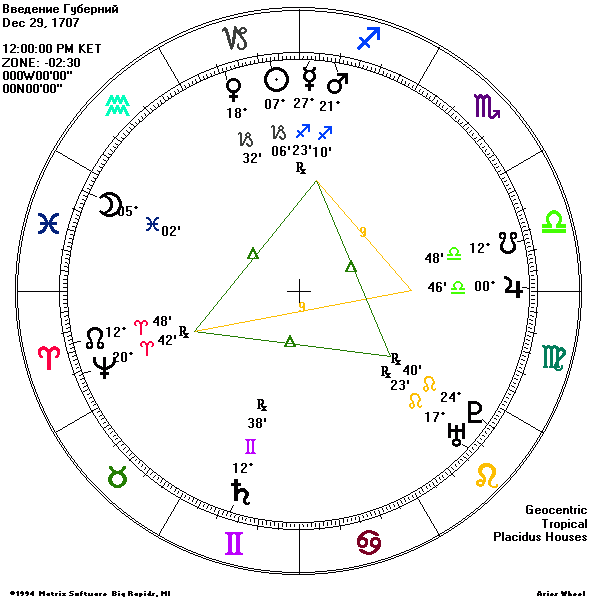 Введение Губерний
Dec 29, 1707
12:00:00 PM KET
ZONE: -02:30
000W00'00"
00N00'00"
♑ ♐
♀ ☉ ☿ ♂
18° 07° 27° 21°
♑ ♑ ♐ ♐
32' 06' 23' 10'
℞
♒ ♏
☽ 05° ♓ 02'
♓ ♎
48' ♎ 12° ☋
46' ♎ 00° ♃
☊ 12° ♈ 48' ℞
♆ 20° ♈ 42'
♈ ♍
℞ 40' ♌ 24° ♇
℞ 23' ♌ 17° ♅
℞
38'
♊
12°
♄
♉ ♌
♊ ♋
Geocentric
Tropical
Placidus Houses
©1994 Matrix Software Big Rapids, MI
Aries Wheel